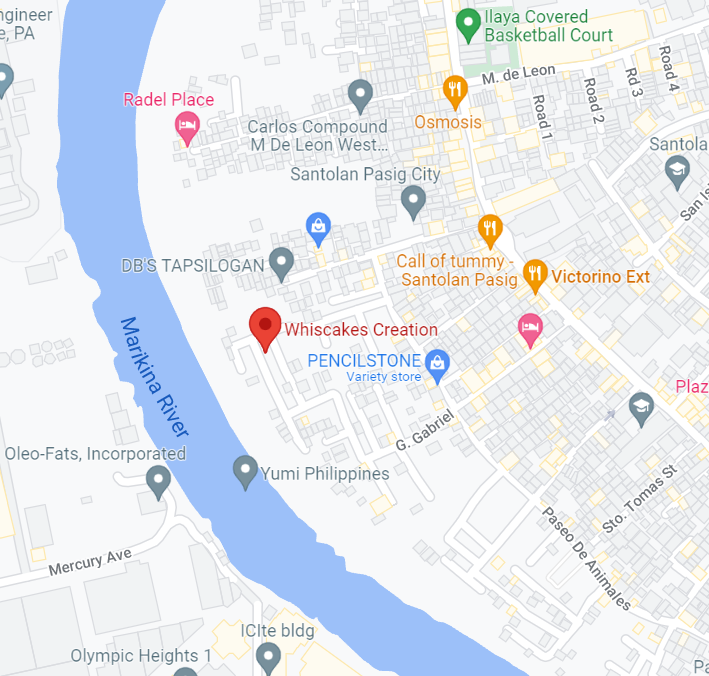 ngineer
e, PA
Ilaya Covered
Basketball Court
M. de Leon
Road 1
Road 2
Rd 3
Road 4
Radel Place
Osmosis
Carlos Compound
M De Leon West...
Santolan Pasig City
Santola
San Is
DB'S TAPSILOGAN
Call of tummy -
Santolan Pasig
Victorino Ext
Whiscakes Creation
PENCILSTONE
Variety store
Marikina River
Plaz
G. Gabriel
Oleo-Fats, Incorporated
Yumi Philippines
Sto. Tomas St
Paseo De Animales
Mercury Ave
ICIte bldg
Olympic Heights 1
Pa